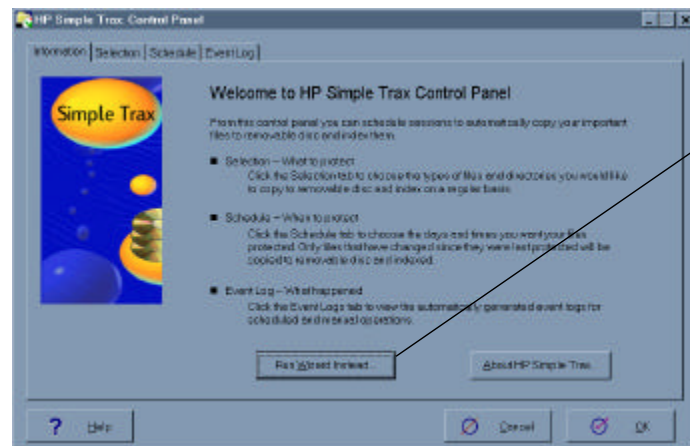 HP Simple Trax Control Panel
Information Selection Schedule Event Log
Simple Trax
Welcome to HP Simple Trax Control Panel
From this control panel you can schedule sessions to automatically copy your important
files to removable disc and index them.
Selection – What to protect
Click the Selection tab to choose the types of files and directories you would like
to copy to removable disc and index on a regular basis.
Schedule – When to protect
Click the Schedule tab to choose the days and times you want your files
protected. Only files that have changed since they were last protected will be
copied to removable disc and indexed.
Event Log – What happened
Click the Event Logs tab to view the automatically generated event logs for
scheduled and manual operations.
Run Wizard Instead...
About HP Simple Trax...
? Help
Cancel
OK